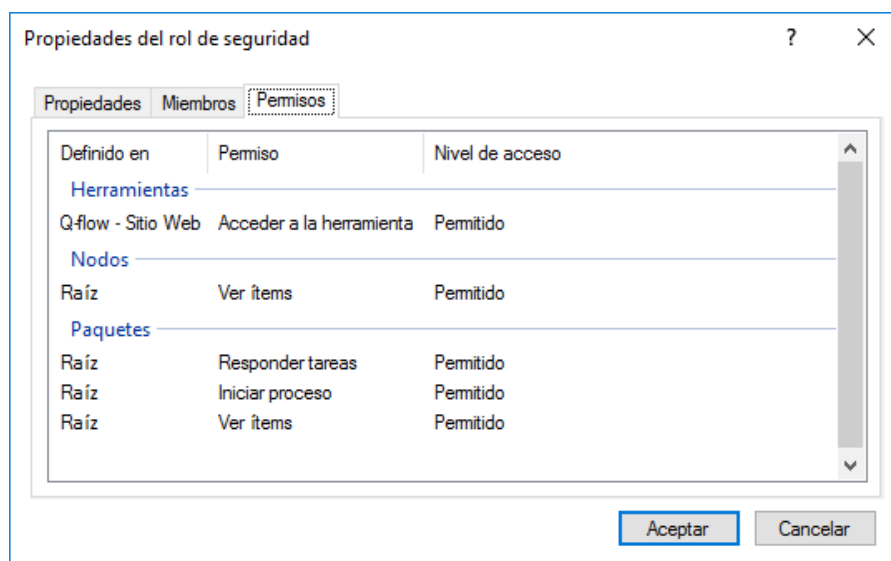 Propiedades del rol de seguridad ?
Propiedades Miembros Permisos
Definido en Permiso Nivel de acceso
Herramientas
Q-flow - Sitio Web Acceder a la herramienta Permitido
Nodos
Raíz Ver ítems Permitido
Paquetes
Raíz Responder tareas Permitido
Raíz Iniciar proceso Permitido
Raíz Ver ítems Permitido
Aceptar Cancelar